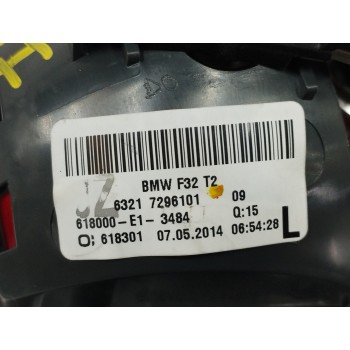 BMW F32 T2
6321 7296101 09
618000-E1-3484 Q:15
O; 618301 07.05.2014 06:54:28 L